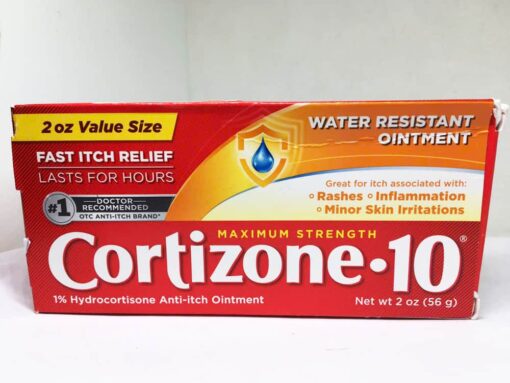 2 oz Value Size
FAST ITCH RELIEF
LASTS FOR HOURS
#1 DOCTOR
RECOMMENDED
OTC ANTI-ITCH BRAND*
WATER RESISTANT
OINTMENT
Great for itch associated with:
Rashes Inflammation
Minor Skin Irritations
MAXIMUM STRENGTH
Cortizone•10®
1% Hydrocortisone Anti-itch Ointment
Net wt 2 oz (56 g)